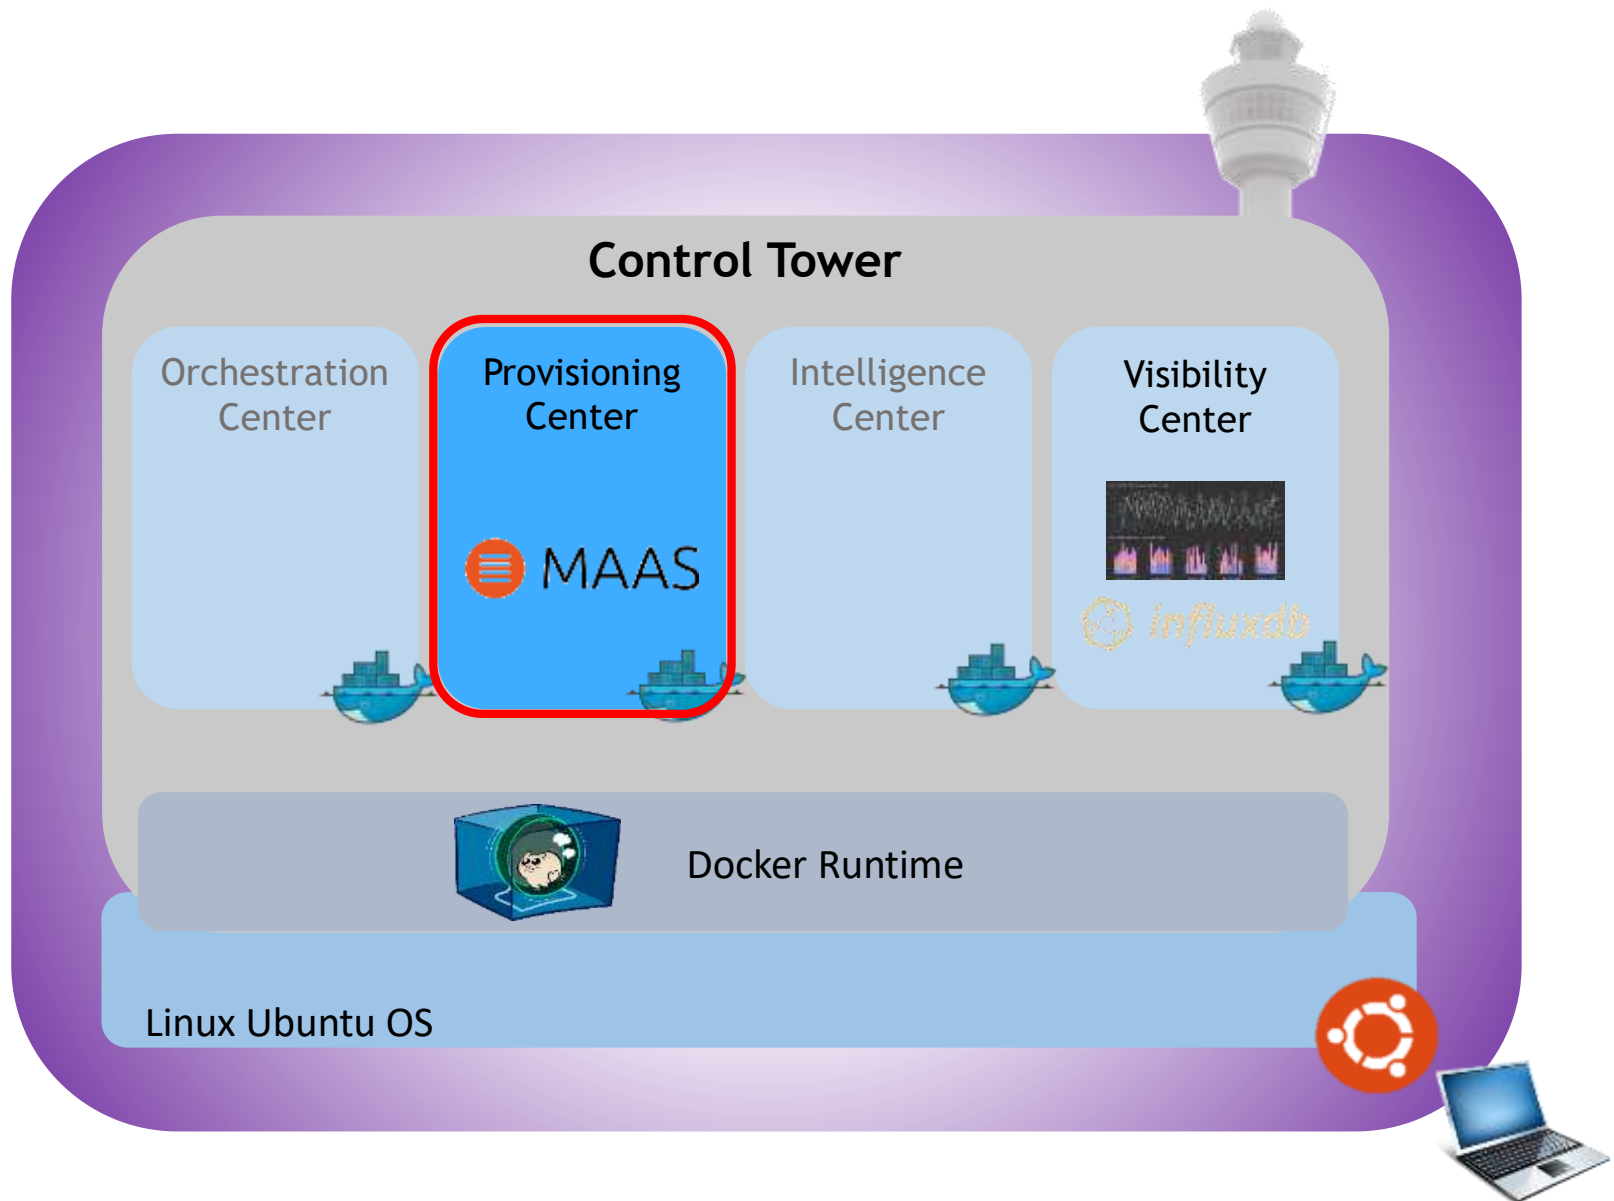 Control Tower
Orchestration
Center
Provisioning
Center
MAAS
Intelligence
Center
Visibility
Center
influxdb
Docker Runtime
Linux Ubuntu OS